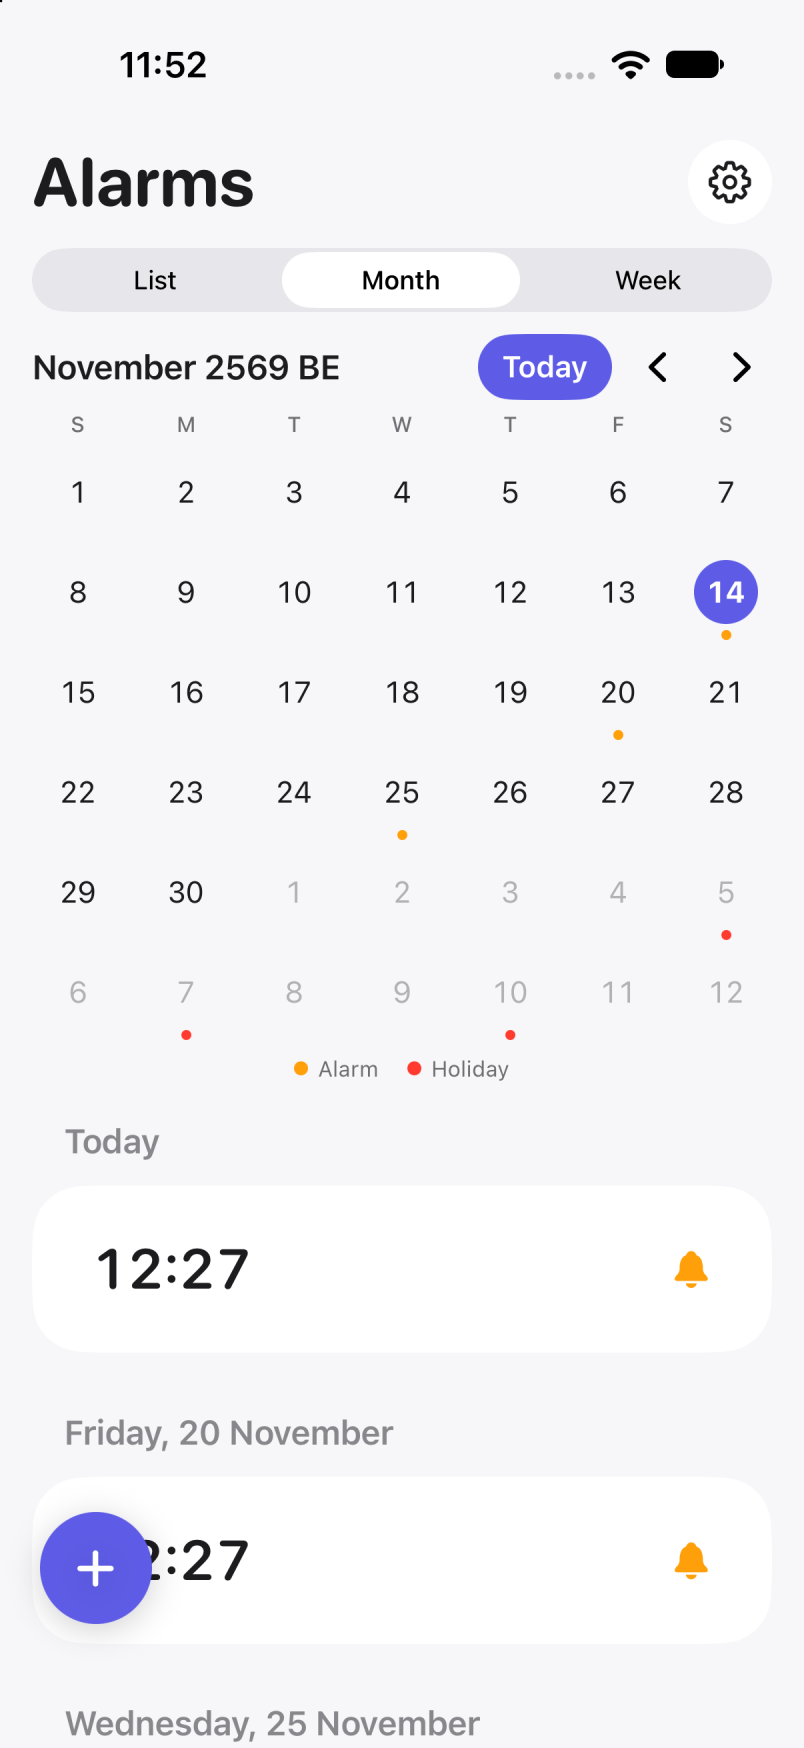 11:52
Alarms
List Month Week
November 2569 BE Today
S M T W T F S
1 2 3 4 5 6 7
8 9 10 11 12 13 14
15 16 17 18 19 20 21
22 23 24 25 26 27 28
29 30 1 2 3 4 5
6 7 8 9 10 11 12
Alarm Holiday
Today
12:27
Friday, 20 November
2:27
Wednesday, 25 November